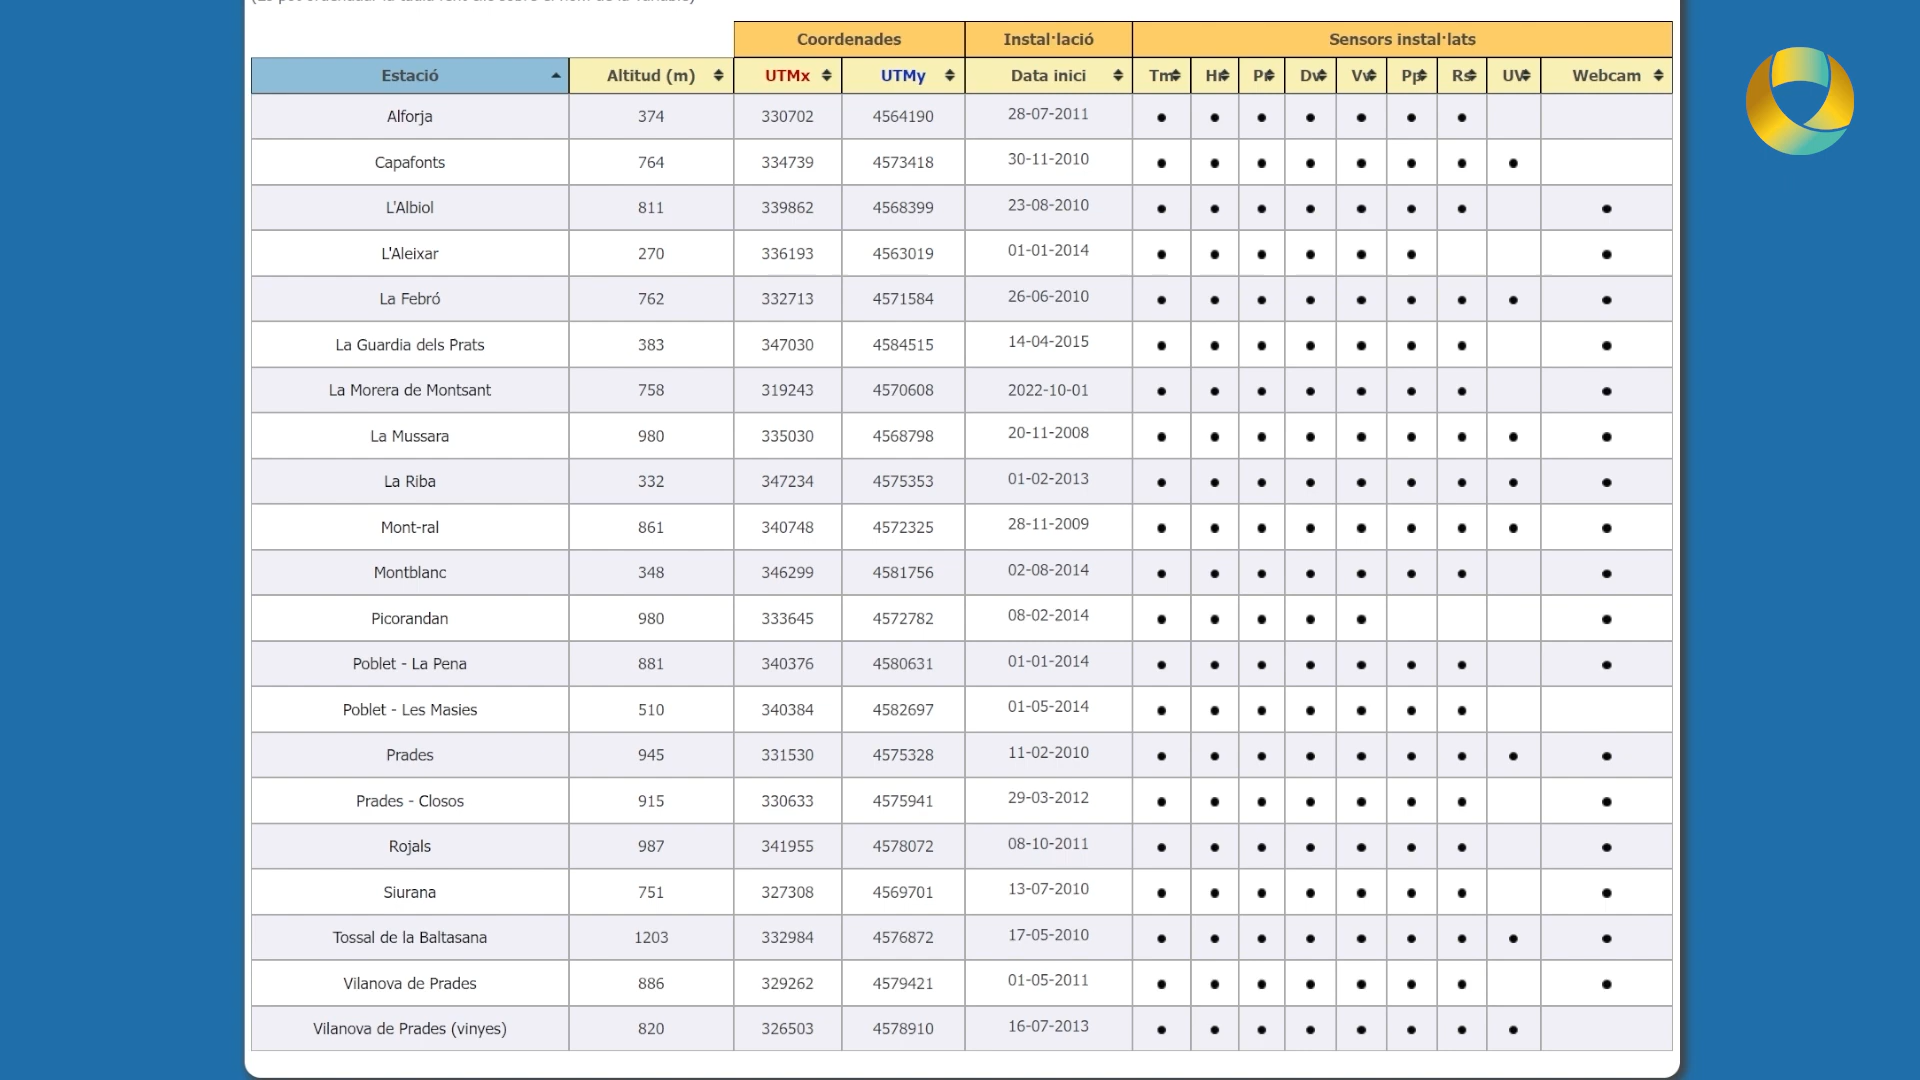 Coordenades Instal·lació Sensors instal·lats
Estació Altitud (m) UTMx UTMy Data inici Tm Hr Dv Vv Rs UV Webcam
Alforja 374 330702 4564190 28-07-2011 ● ● ● ● ● ● ●
Capafonts 764 334739 4573418 30-11-2010 ● ● ● ● ● ● ● ●
L'Albiol 811 339862 4568399 23-08-2010 ● ● ● ● ● ● ● ●
L'Aleixar 270 336193 4563019 01-01-2014 ● ● ● ● ● ● ●
La Febró 762 332713 4571584 26-06-2010 ● ● ● ● ● ● ● ● ●
La Guardia dels Prats 383 347030 4584515 14-04-2015 ● ● ● ● ● ● ● ●
La Morera de Montsant 758 319243 4570608 2022-10-01 ● ● ● ● ● ● ● ●
La Mussara 980 335030 4568798 20-11-2008 ● ● ● ● ● ● ● ● ●
La Riba 332 347234 4575353 01-02-2013 ● ● ● ● ● ● ● ● ●
Mont-ral 861 340748 4572325 28-11-2009 ● ● ● ● ● ● ● ● ●
Montblanc 348 346299 4581756 02-08-2014 ● ● ● ● ● ● ● ●
Picorandan 980 333645 4572782 08-02-2014 ● ● ● ● ● ●
Poblet - La Pena 881 340376 4580631 01-01-2014 ● ● ● ● ● ● ● ●
Poblet - Les Masies 510 340384 4582697 01-05-2014 ● ● ● ● ● ● ●
Prades 945 331530 4575328 11-02-2010 ● ● ● ● ● ● ● ● ●
Prades - Closos 915 330633 4575941 29-03-2012 ● ● ● ● ● ● ● ●
Rojals 987 341955 4578072 08-10-2011 ● ● ● ● ● ● ● ●
Siurana 751 327308 4569701 13-07-2010 ● ● ● ● ● ● ● ●
Tossal de la Baltasana 1203 332984 4576872 17-05-2010 ● ● ● ● ● ● ● ● ●
Vilanova de Prades 886 329262 4579421 01-05-2011 ● ● ● ● ● ● ● ●
Vilanova de Prades (vinyes) 820 326503 4578910 16-07-2013 ● ● ● ● ● ● ● ●